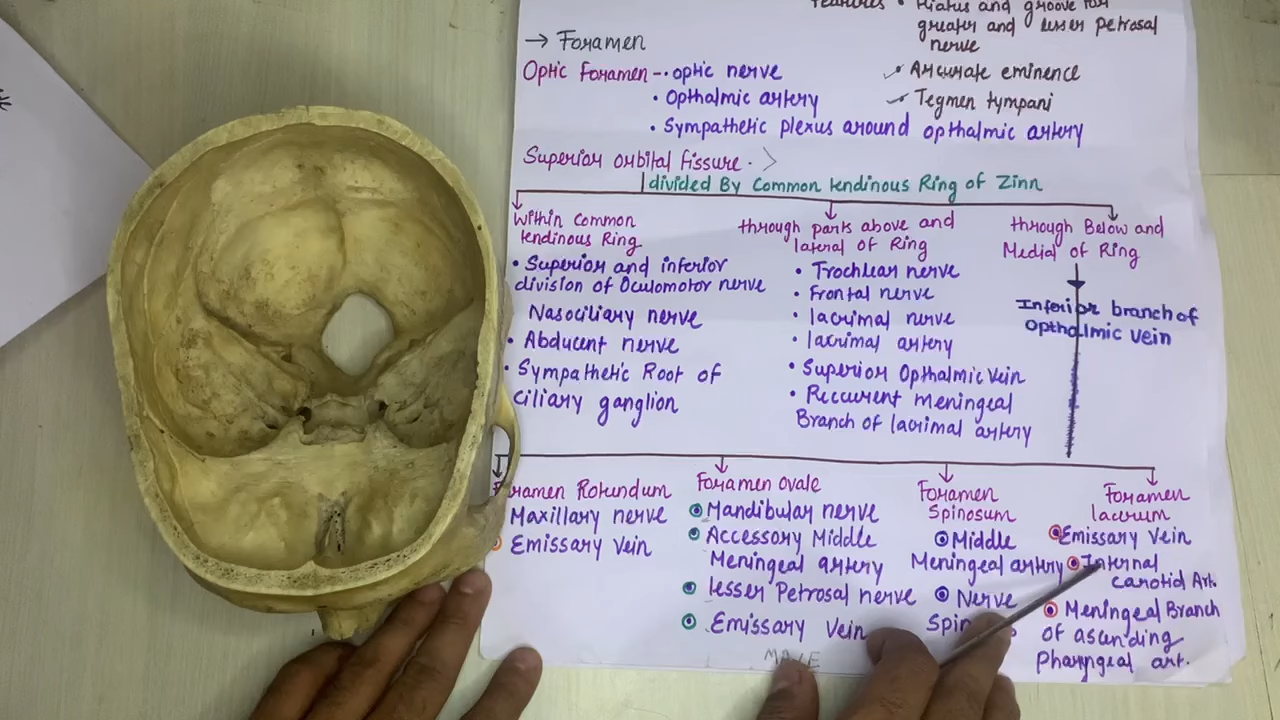 features • Hiatus and groove for
greater and lesser petrosal
nerve
→ Foramen
Optic Foramen - • optic nerve
✓ Arcurate eminence
• Opthalmic artery
✓ Tegmen tympani
• Sympathetic plexus around opthalmic artery
Superior orbital fissure ->
divided By Common tendinous Ring of Zinn
within common
tendinous Ring
• Superior and inferior
division of Oculomotor nerve
Nasociliary nerve
• Abducent nerve
• Sympathetic Root of
ciliary ganglion
through parts above and
lateral of Ring
• Trochlear nerve
• Frontal nerve
• lacrimal nerve
• lacrimal artery
• Superior Opthalmic Vein
• Reccurent meningeal
Branch of lacrimal artery
through Below and
Medial of Ring
Inferior branch of
Opthalmic vein
Foramen Rotundum
Maxillary nerve
Emissary Vein
Foramen Ovale
Mandibular nerve
Accessory Middle
Meningeal artery
lesser Petrosal nerve
Emissary Vein
Foramen
Spinosum
Middle
Meningeal artery
Nerve
Foramen
lacerum
Emissary Vein
Internal
carotid Art.
Meningeal Branch
of ascending
Pharyngeal art.